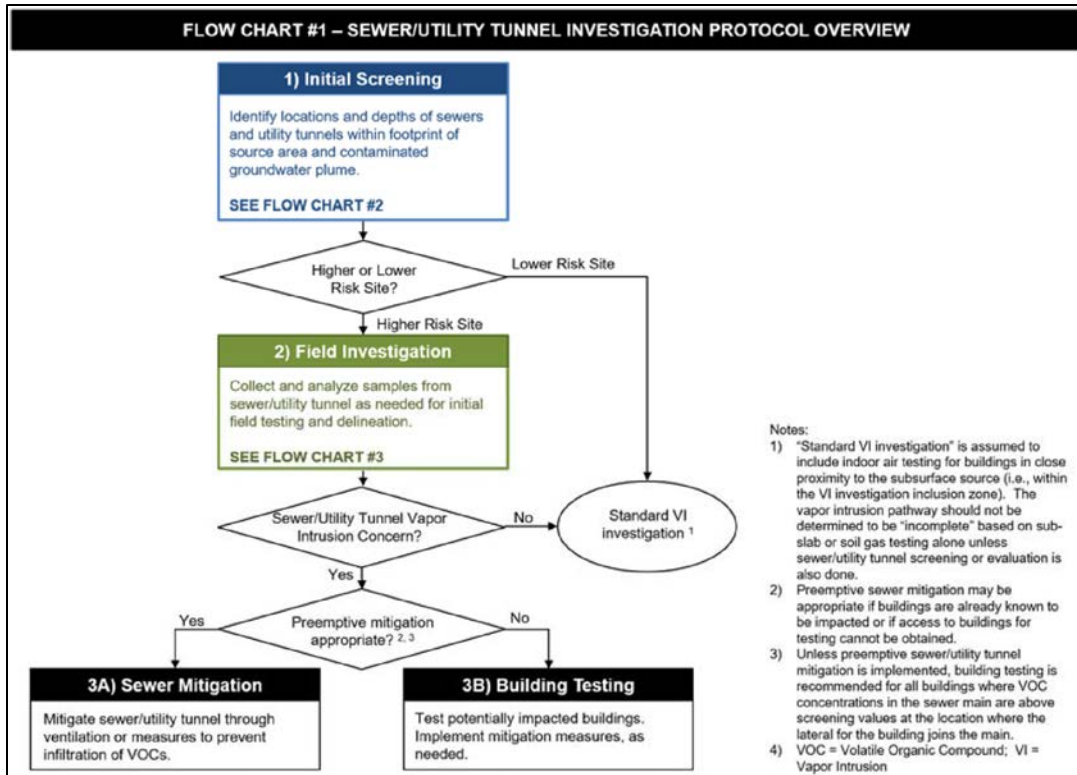 FLOW CHART #1 – SEWER/UTILITY TUNNEL INVESTIGATION PROTOCOL OVERVIEW
1) Initial Screening
Identify locations and depths of sewers
and utility tunnels within footprint of
source area and contaminated
groundwater plume.
SEE FLOW CHART #2
Higher or Lower
Risk Site?
Lower Risk Site
Higher Risk Site
2) Field Investigation
Collect and analyze samples from
sewer/utility tunnel as needed for initial
field testing and delineation.
SEE FLOW CHART #3
Sewer/Utility Tunnel Vapor
Intrusion Concern?
No
Standard VI
investigation ¹
Yes
Preemptive mitigation
appropriate? ²,³
Yes
No
3A) Sewer Mitigation
Mitigate sewer/utility tunnel through
ventilation or measures to prevent
infiltration of VOCs.
3B) Building Testing
Test potentially impacted buildings.
Implement mitigation measures, as
needed.
Notes:
1) "Standard VI investigation" is assumed to
include indoor air testing for buildings in close
proximity to the subsurface source (i.e., within
the VI investigation inclusion zone). The
vapor intrusion pathway should not be
determined to be "incomplete" based on sub-
slab or soil gas testing alone unless
sewer/utility tunnel screening or evaluation is
also done.
2) Preemptive sewer mitigation may be
appropriate if buildings are already known to
be impacted or if access to buildings for
testing cannot be obtained.
3) Unless preemptive sewer/utility tunnel
mitigation is implemented, building testing is
recommended for all buildings where VOC
concentrations in the sewer main are above
screening values at the location where the
lateral for the building joins the main.
4) VOC = Volatile Organic Compound; VI =
Vapor Intrusion